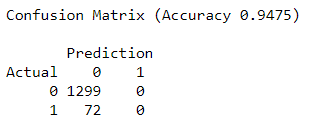 Confusion Matrix (Accuracy 0.9475)
Prediction
Actual 0 1
0 1299 0
1 72 0